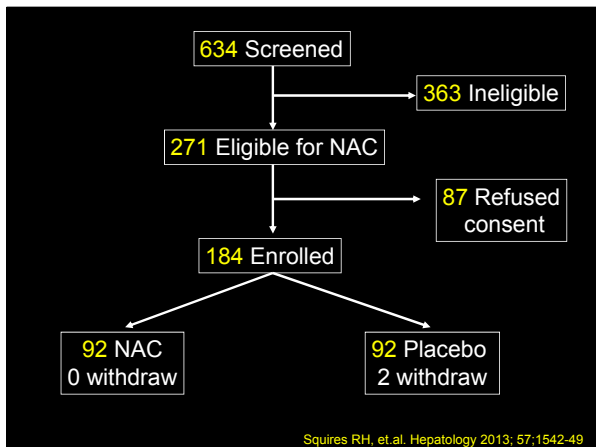 634 Screened
363 Ineligible
271 Eligible for NAC
87 Refused
consent
184 Enrolled
92 NAC
0 withdraw
92 Placebo
2 withdraw
Squires RH, et.al. Hepatology 2013; 57;1542-49